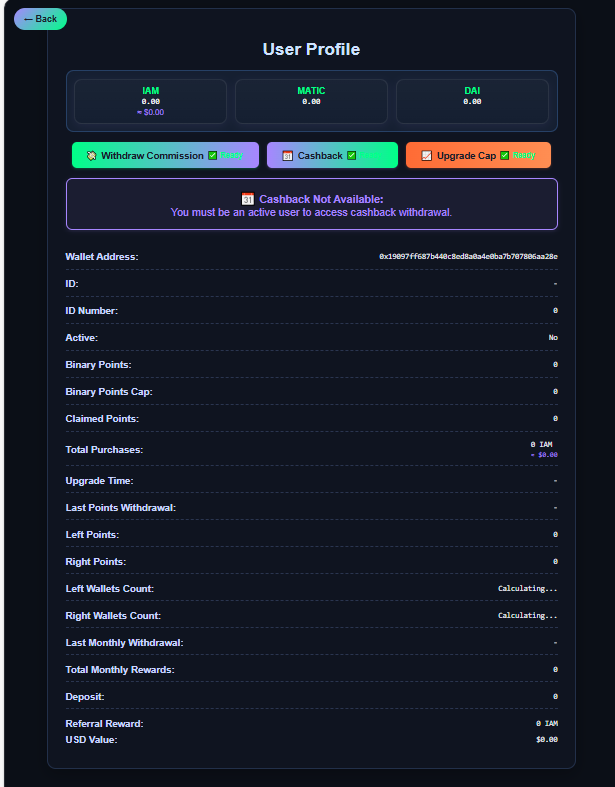 ← Back
User Profile
IAM
0.00
≈ $0.00
MATIC
0.00
DAI
0.00
Withdraw Commission ✅ Ready
Cashback ✅
Upgrade Cap ✅ Ready
Cashback Not Available:
You must be an active user to access cashback withdrawal.
Wallet Address: 0x19097ff687b440c8ed8a0a4e0ba7b707806aa28e
ID: -
ID Number: 0
Active: No
Binary Points: 0
Binary Points Cap: 0
Claimed Points: 0
Total Purchases: 0 IAM
≈ $0.00
Upgrade Time: -
Last Points Withdrawal: -
Left Points: 0
Right Points: 0
Left Wallets Count: Calculating...
Right Wallets Count: Calculating...
Last Monthly Withdrawal: -
Total Monthly Rewards: 0
Deposit: 0
Referral Reward: 0 IAM
USD Value: $0.00